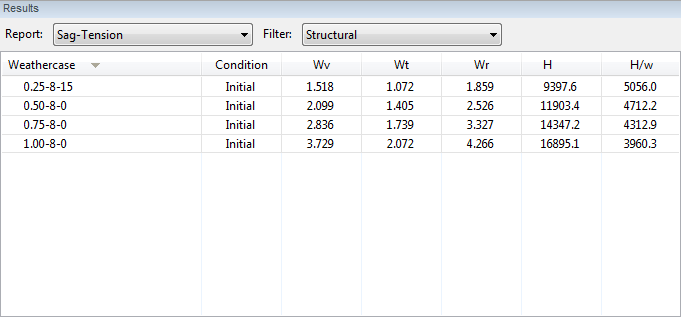 Results
Report: Sag-Tension Filter: Structural
Weathercase Condition Wv Wt Wr H H/w
0.25-8-15 Initial 1.518 1.072 1.859 9397.6 5056.0
0.50-8-0 Initial 2.099 1.405 2.526 11903.4 4712.2
0.75-8-0 Initial 2.836 1.739 3.327 14347.2 4312.9
1.00-8-0 Initial 3.729 2.072 4.266 16895.1 3960.3